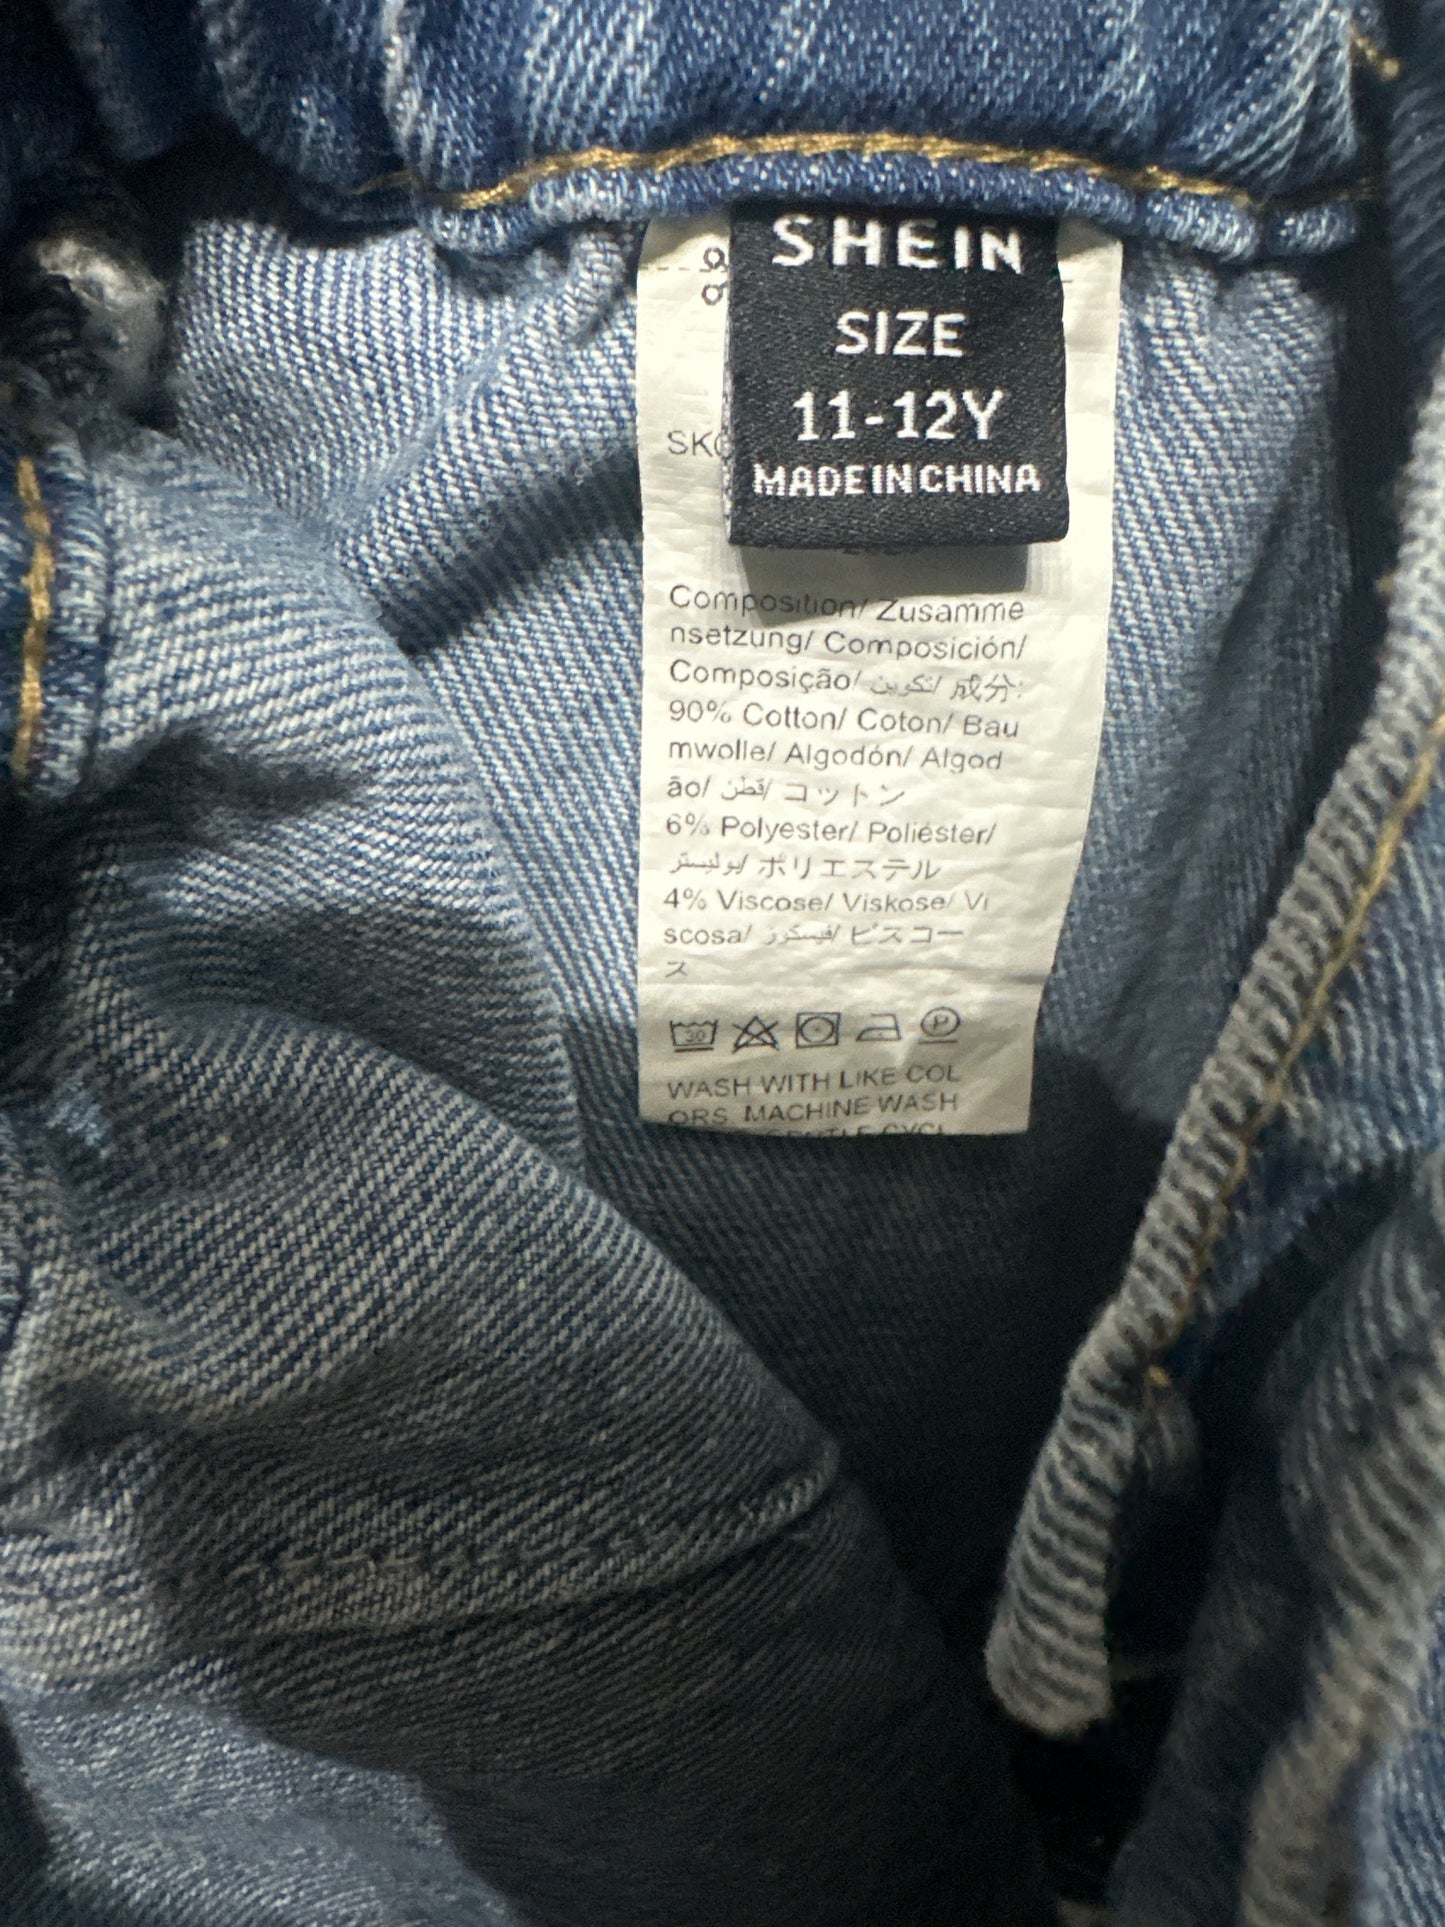 SHEIN
SIZE
11-12Y
MADE IN CHINA
Composition/ Zusamme
nsetzung/ Composición/
Composição/ تكوين/ 成分:
90% Cotton/ Coton/ Bau
mwolle/ Algodón/ Algod
ão/ قطن/ コットン
6% Polyester/ Poliéster/
بوليستر/ ポリエステル
4% Viscose/ Viskose/ Vi
scosa/ فيسكوز/ ビスコー
ス
30
P
WASH WITH LIKE COL
ORS. MACHINE WASH